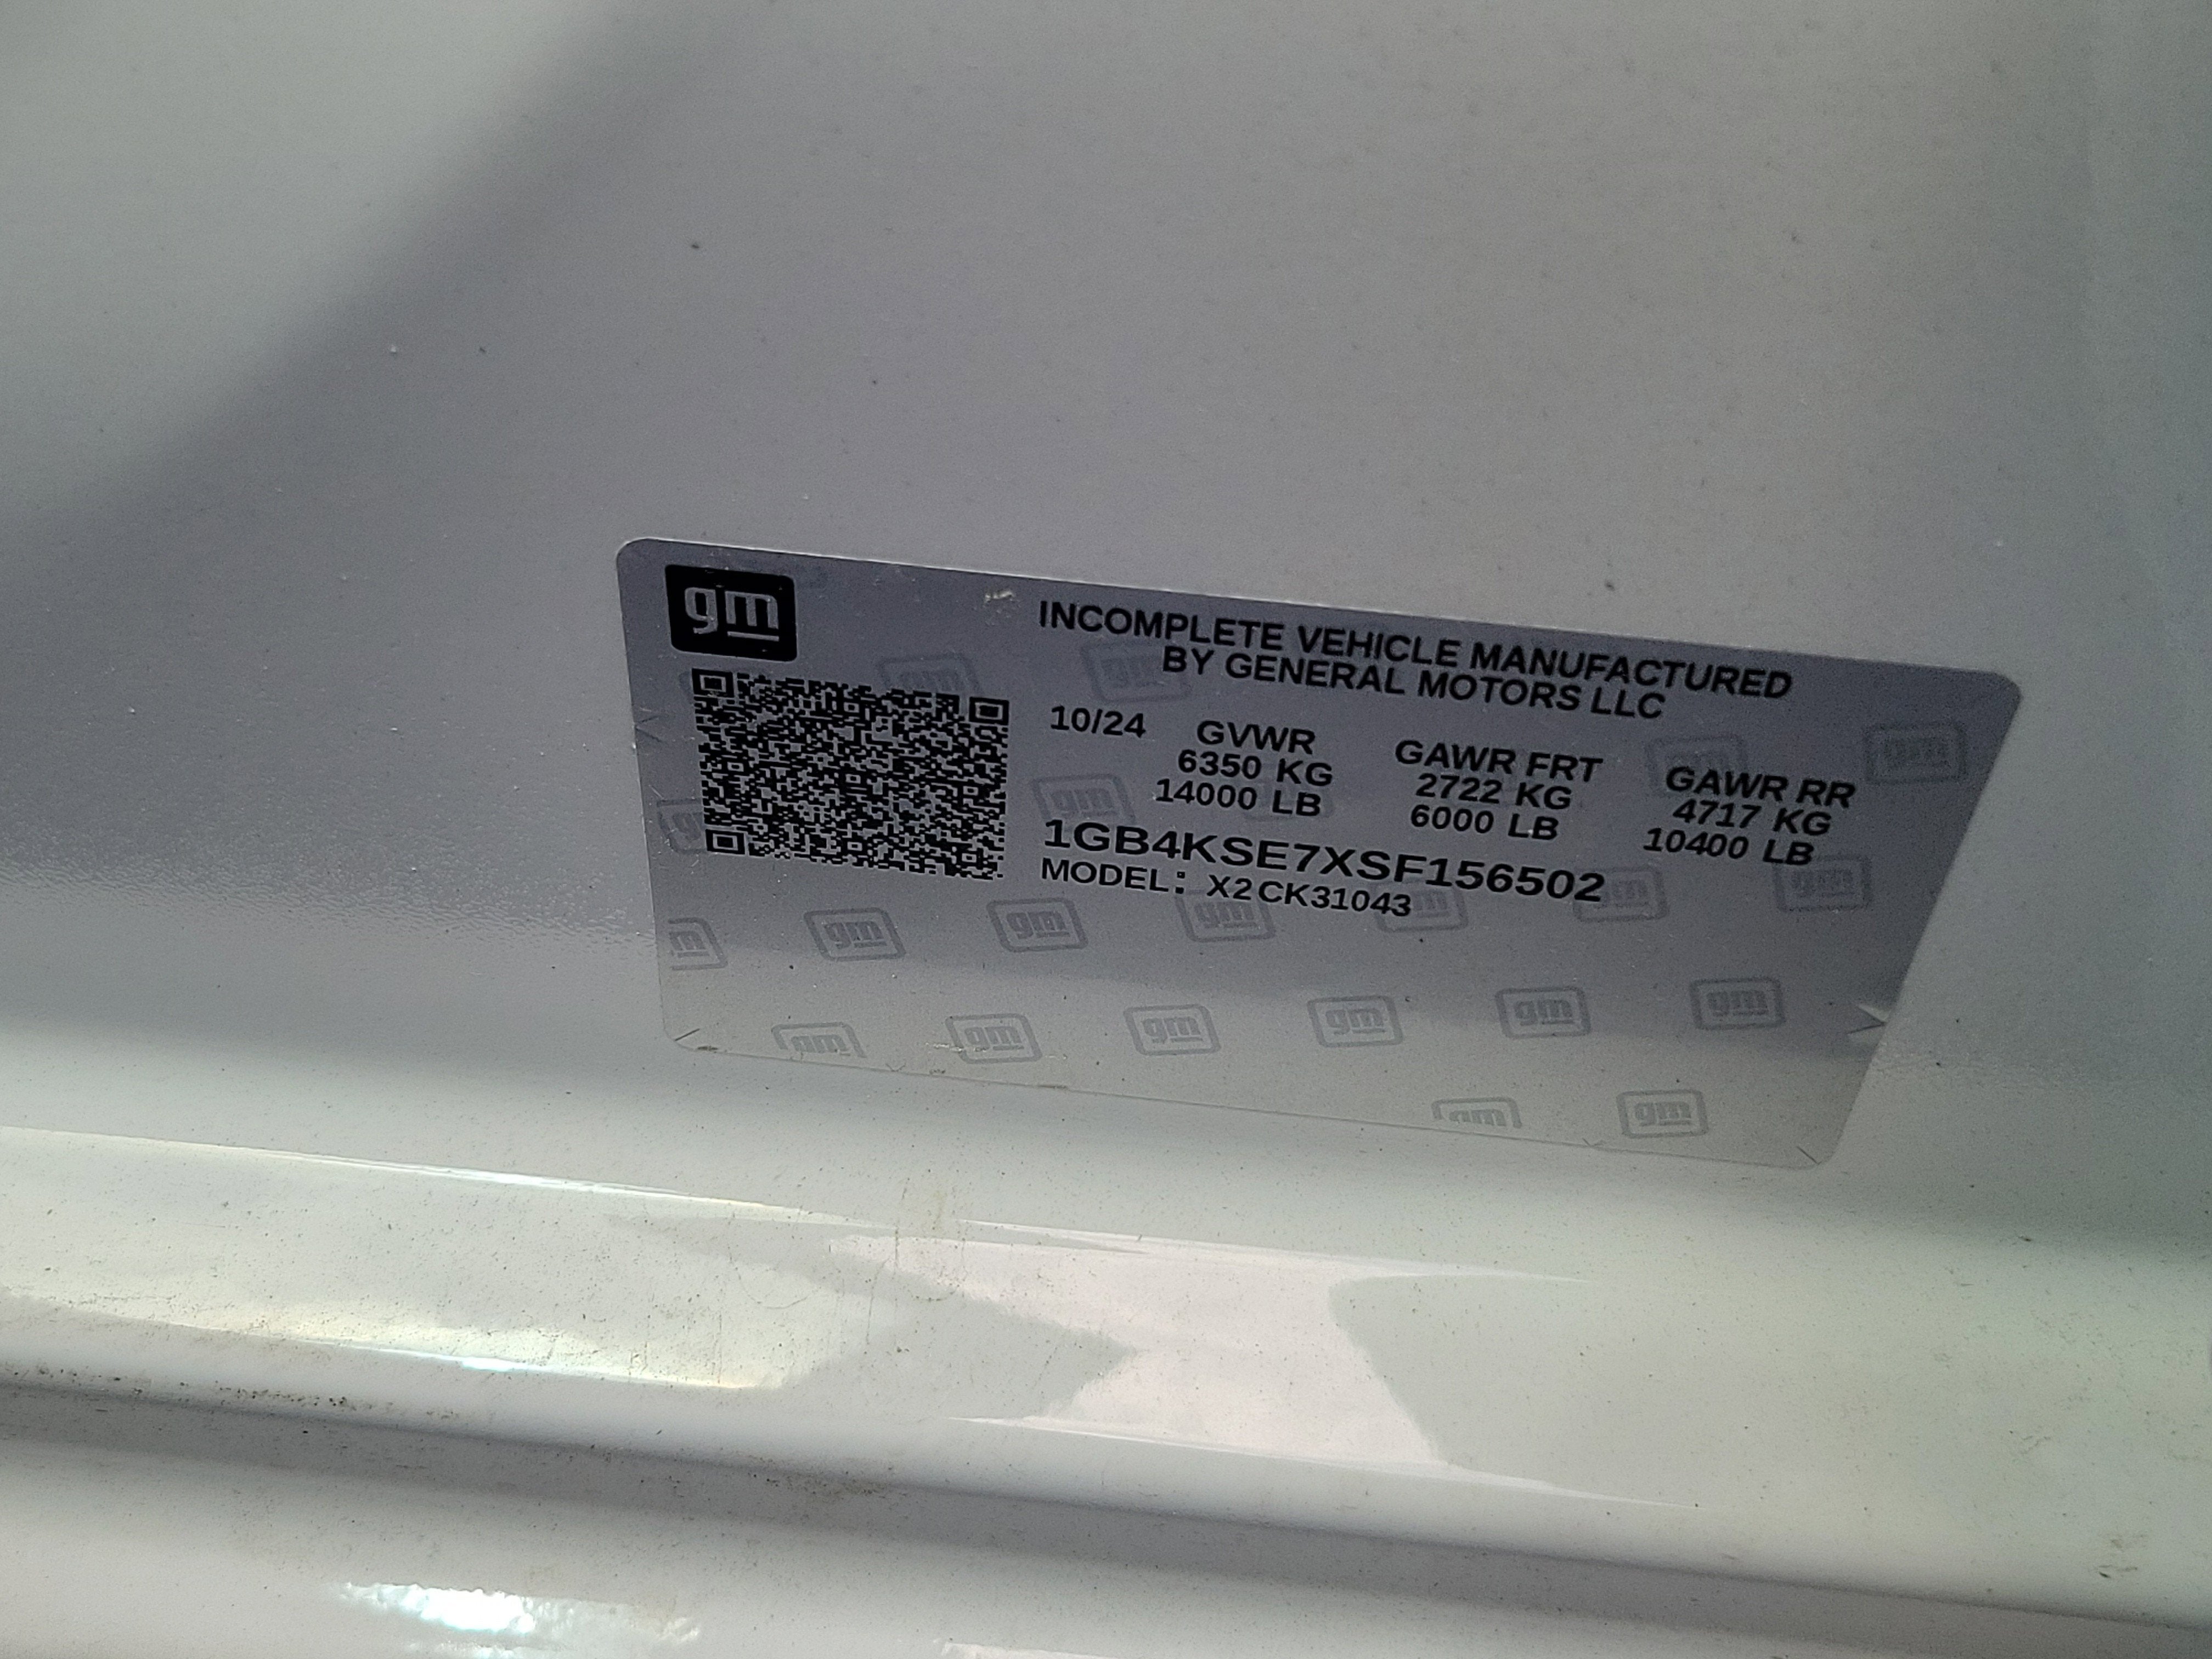 gm
INCOMPLETE VEHICLE MANUFACTURED
BY GENERAL MOTORS LLC
10/24 GVWR GAWR FRT GAWR RR
6350 KG 2722 KG 4717 KG
14000 LB 6000 LB 10400 LB
1GB4KSE7XSF156502
MODEL: X2CK31043